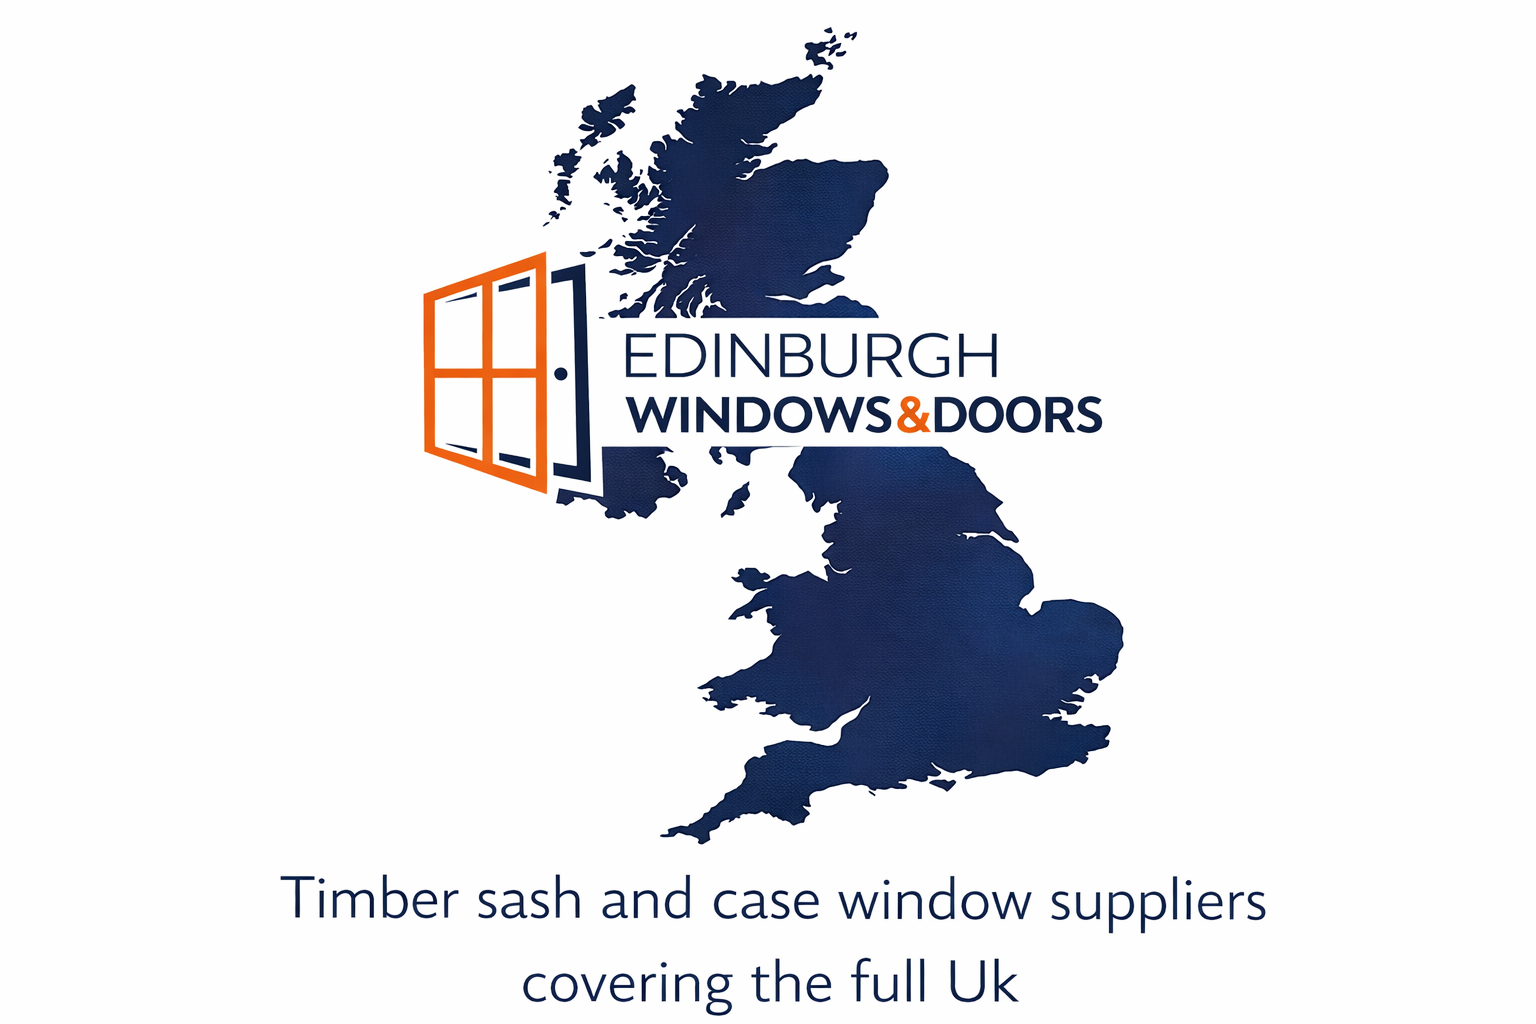 EDINBURGH
WINDOWS&DOORS
Timber sash and case window suppliers
covering the full Uk